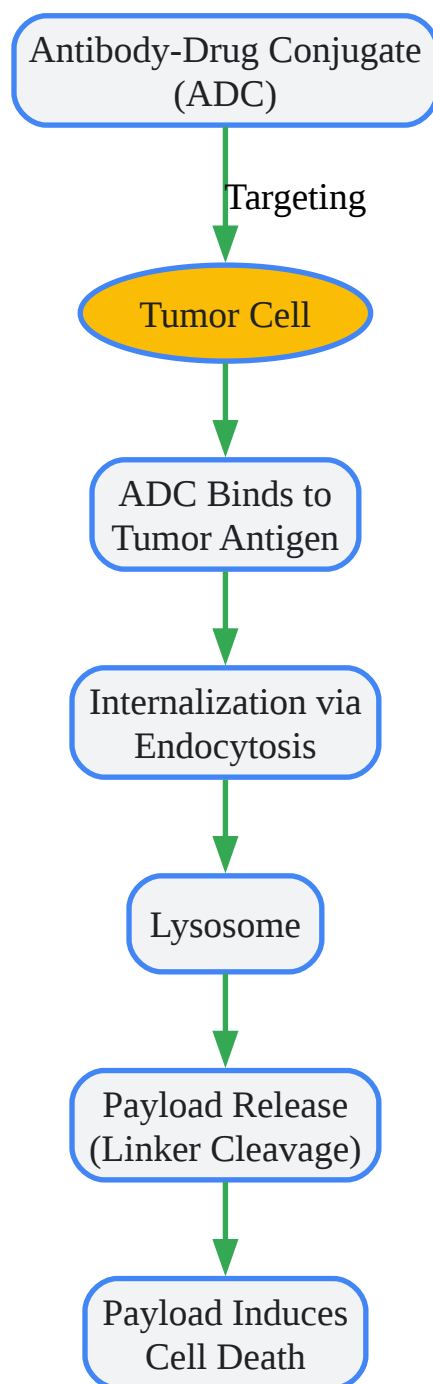 Antibody-Drug Conjugate
(ADC)
Targeting
Tumor Cell
ADC Binds to
Tumor Antigen
Internalization via
Endocytosis
Lysosome
Payload Release
(Linker Cleavage)
Payload Induces
Cell Death